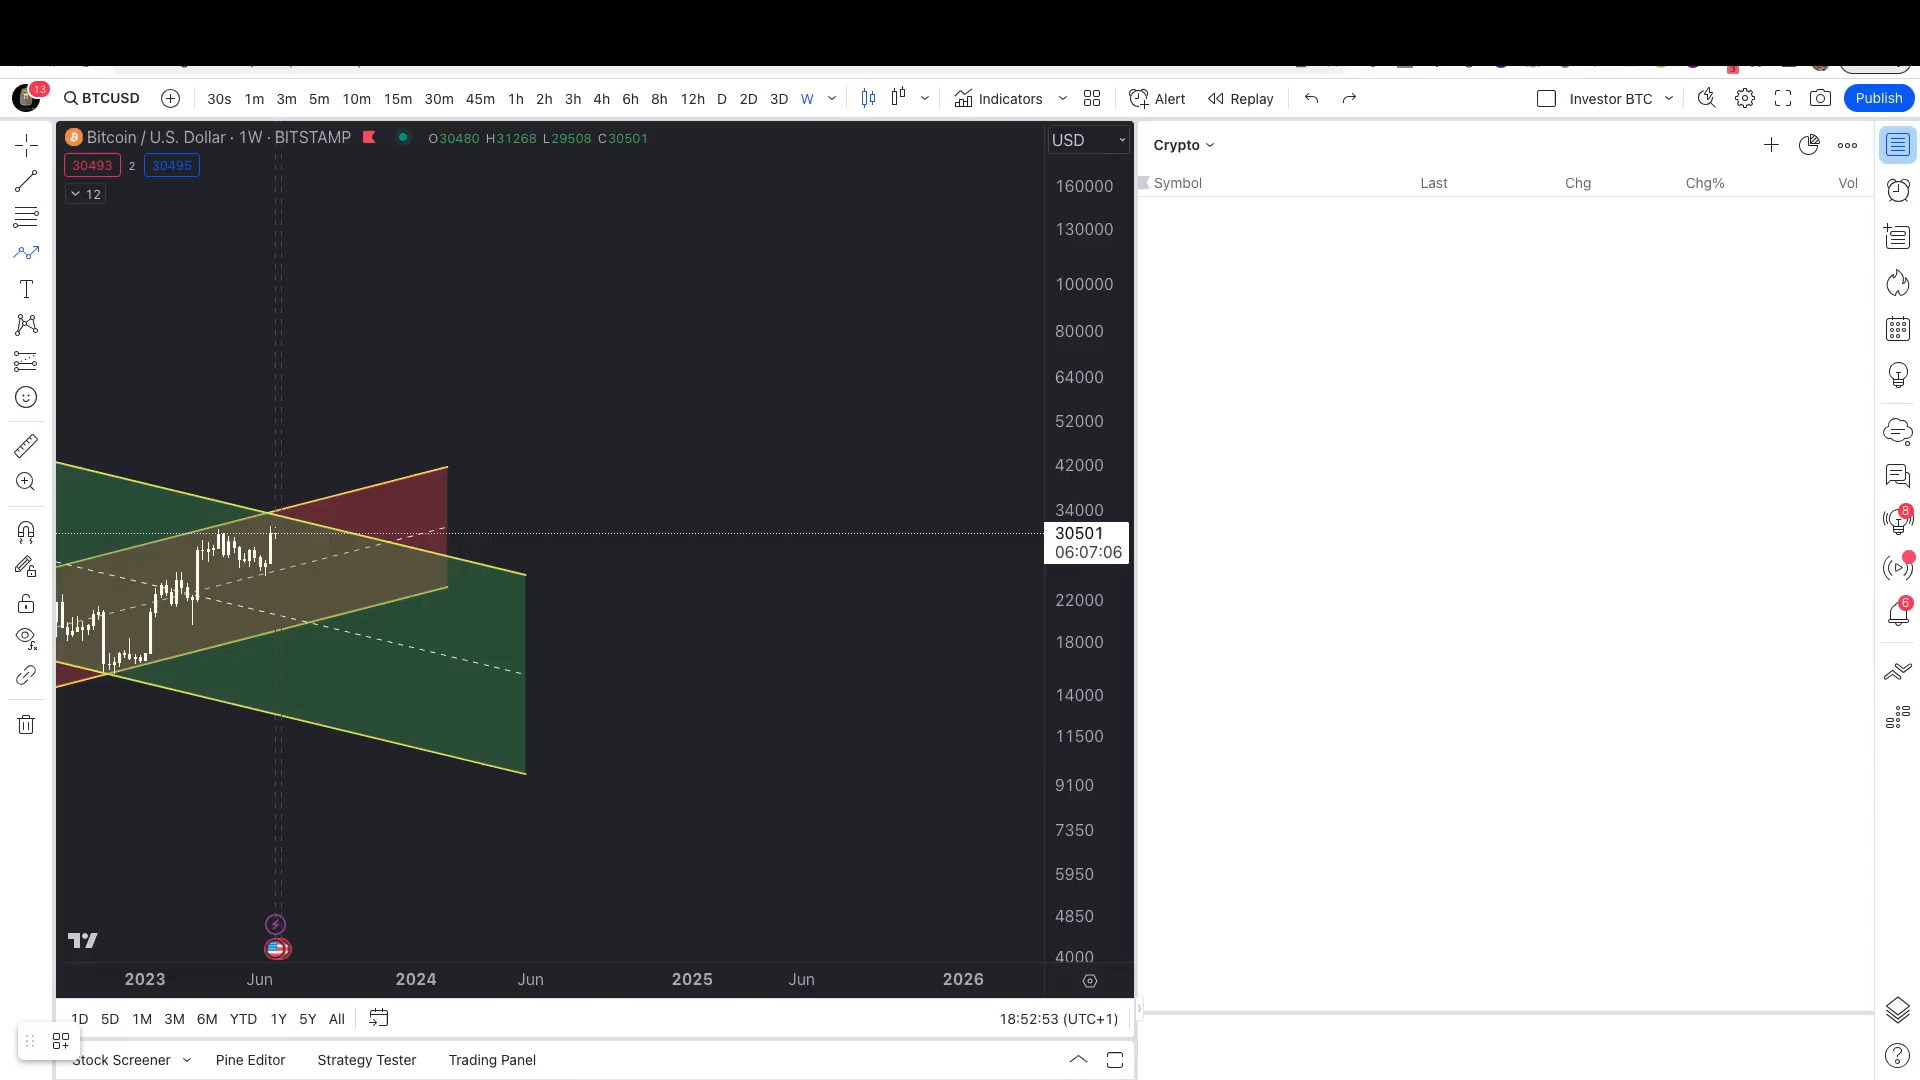 13
BTCUSD
30s 1m 3m 5m 10m 15m 30m 45m 1h 2h 3h 4h 6h 8h 12h D 2D 3D W
Indicators
Alert
Replay
Investor BTC
Publish
Bitcoin / U.S. Dollar · 1W · BITSTAMP
O30480 H31268 L29508 C30501
30493 2 30495
12
USD
160000
130000
100000
80000
64000
52000
42000
34000
30501
06:07:06
22000
18000
14000
11500
9100
7350
5950
4850
4000
2023 Jun 2024 Jun 2025 Jun 2026
1D 5D 1M 3M 6M YTD 1Y 5Y All
18:52:53 (UTC+1)
Stock Screener Pine Editor Strategy Tester Trading Panel
Crypto
Symbol Last Chg Chg% Vol
8
6